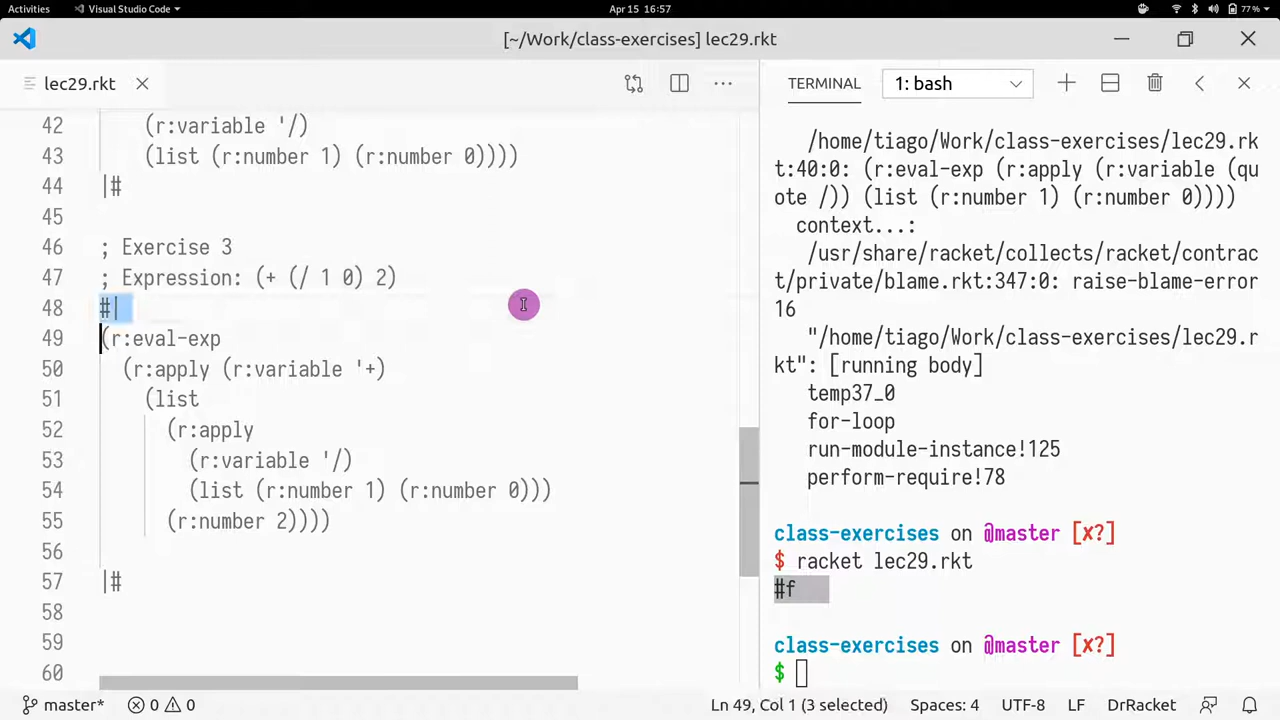 Activities Visual Studio Code Apr 15 16:57 77%
[~/Work/class-exercises] lec29.rkt
lec29.rkt
42 (r:variable '/)
43 (list (r:number 1) (r:number 0))))
44 |#
45
46 ; Exercise 3
47 ; Expression: (+ (/ 1 0) 2)
48 #|
49 (r:eval-exp
50 (r:apply (r:variable '+)
51 (list
52 (r:apply
53 (r:variable '/)
54 (list (r:number 1) (r:number 0)))
55 (r:number 2))))
56
57 |#
58
59
60
TERMINAL 1: bash
/home/tiago/Work/class-exercises/lec29.rk
t:40:0: (r:eval-exp (r:apply (r:variable (qu
ote /)) (list (r:number 1) (r:number 0))))
context...:
/usr/share/racket/collects/racket/contrac
t/private/blame.rkt:347:0: raise-blame-error
16
"/home/tiago/Work/class-exercises/lec29.r
kt": [running body]
temp37_0
for-loop
run-module-instance!125
perform-require!78
class-exercises on @master [x?]
$ racket lec29.rkt
#f
class-exercises on @master [x?]
$
master* 0 0 Ln 49, Col 1 (3 selected) Spaces: 4 UTF-8 LF DrRacket